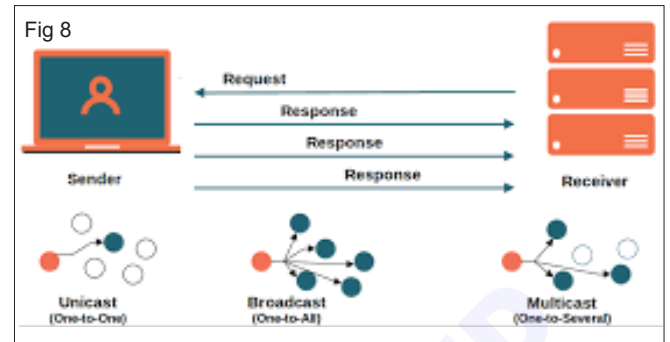 Fig 8
Request
Response
Response
Response
Sender
Receiver
Unicast
(One-to-One)
Broadcast
(One-to-All)
Multicast
(One-to-Several)